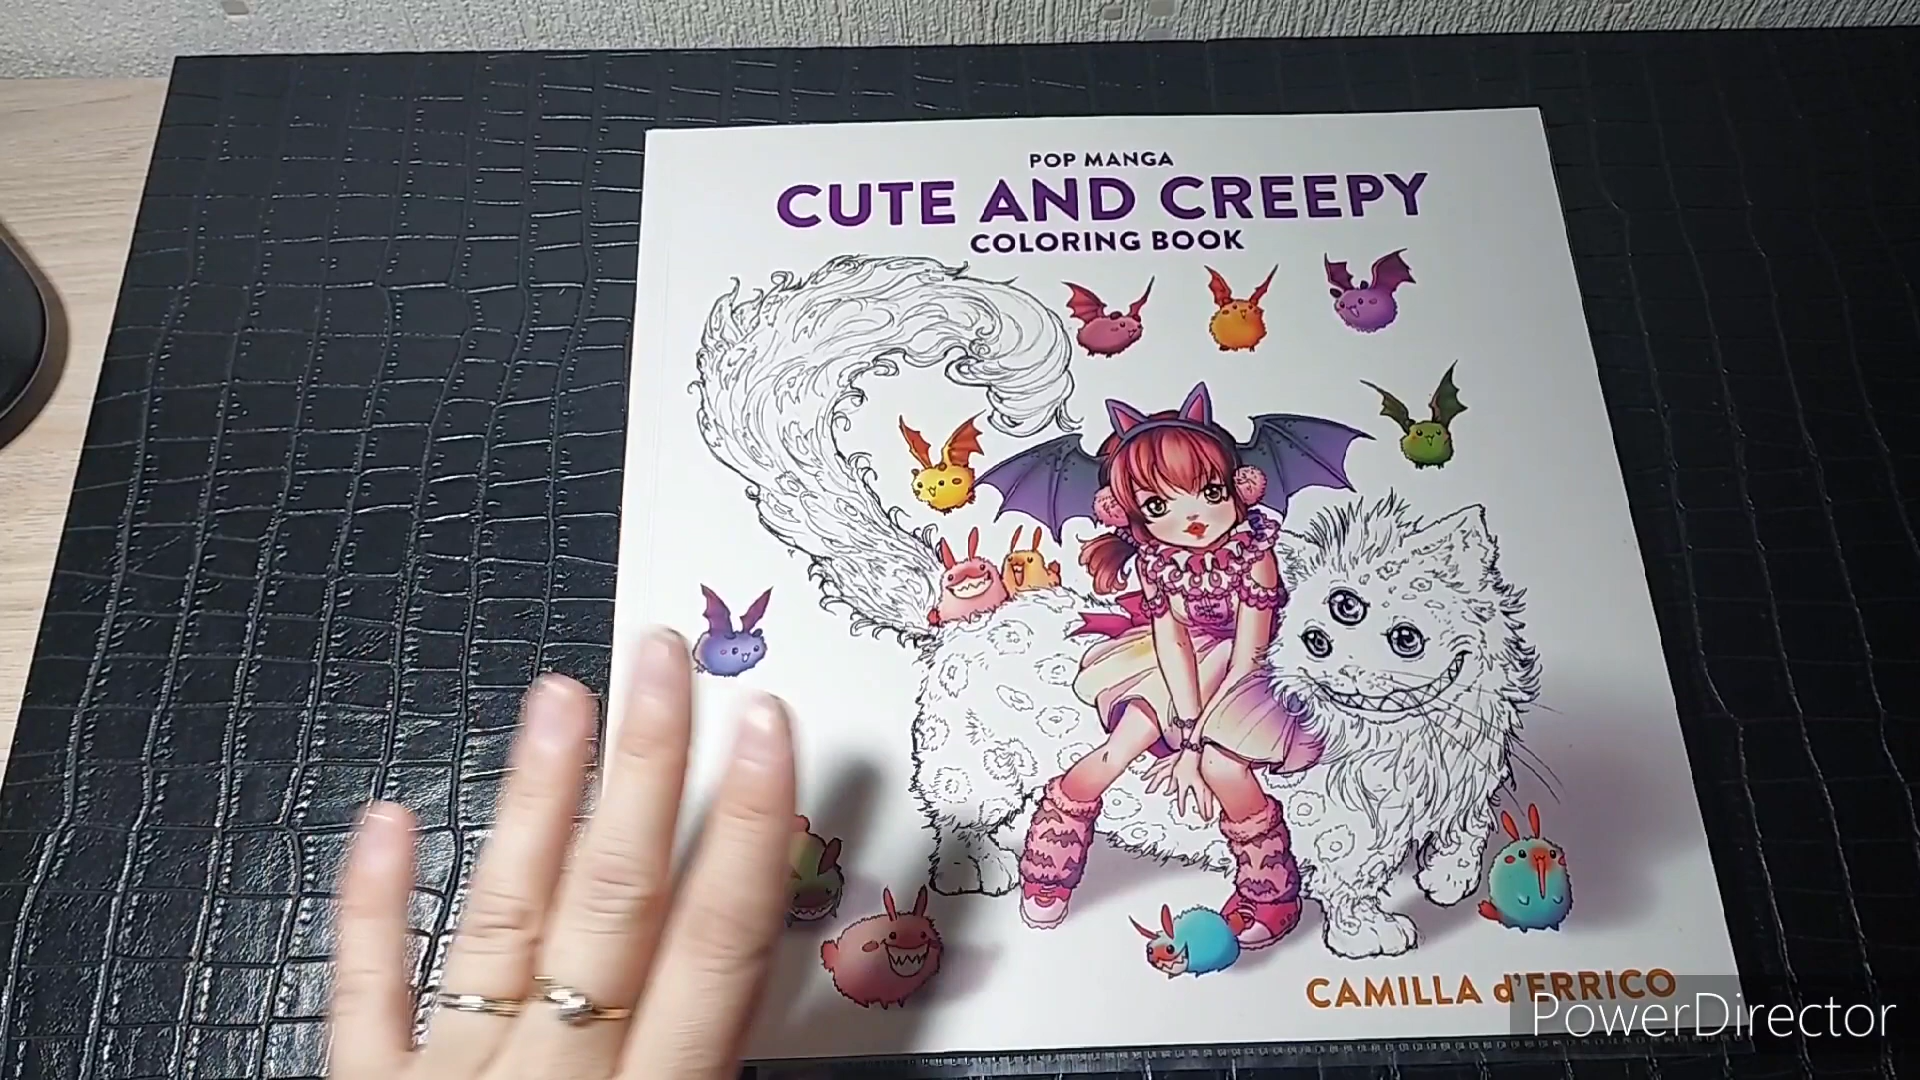 POP MANGA
CUTE AND CREEPY
COLORING BOOK
CAMILLA d'ERRICO
PowerDirector